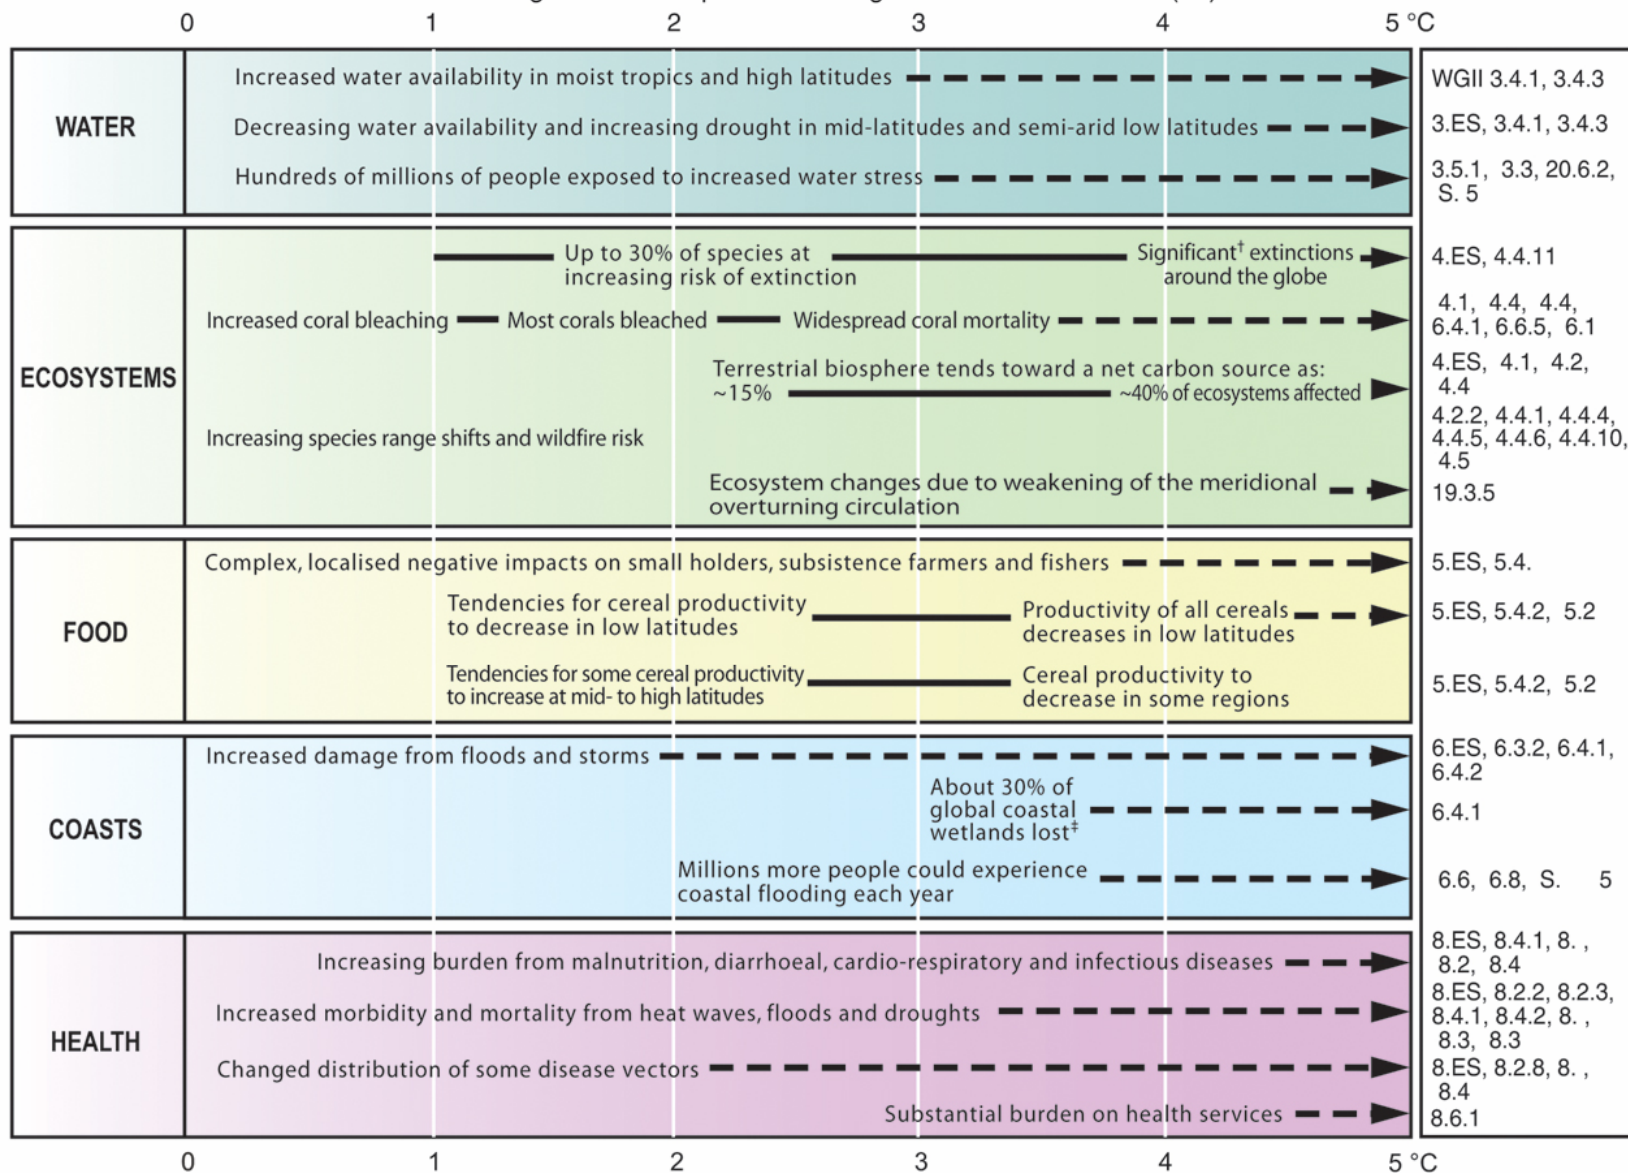 0 1 2 3 4 5 °C
WATER
Increased water availability in moist tropics and high latitudes
WGII 3.4.1, 3.4.3
Decreasing water availability and increasing drought in mid-latitudes and semi-arid low latitudes
3.ES, 3.4.1, 3.4.3
Hundreds of millions of people exposed to increased water stress
3.5.1, 3.3, 20.6.2,
S. 5
ECOSYSTEMS
Up to 30% of species at
increasing risk of extinction
Significant† extinctions
around the globe
4.ES, 4.4.11
Increased coral bleaching
Most corals bleached
Widespread coral mortality
4.1, 4.4, 4.4,
6.4.1, 6.6.5, 6.1
Terrestrial biosphere tends toward a net carbon source as:
~15%
~40% of ecosystems affected
4.ES, 4.1, 4.2,
4.4
Increasing species range shifts and wildfire risk
4.2.2, 4.4.1, 4.4.4,
4.4.5, 4.4.6, 4.4.10,
4.5
Ecosystem changes due to weakening of the meridional
overturning circulation
19.3.5
FOOD
Complex, localised negative impacts on small holders, subsistence farmers and fishers
5.ES, 5.4.
Tendencies for cereal productivity
to decrease in low latitudes
Productivity of all cereals
decreases in low latitudes
5.ES, 5.4.2, 5.2
Tendencies for some cereal productivity
to increase at mid- to high latitudes
Cereal productivity to
decrease in some regions
5.ES, 5.4.2, 5.2
COASTS
Increased damage from floods and storms
6.ES, 6.3.2, 6.4.1,
6.4.2
About 30% of
global coastal
wetlands lost‡
6.4.1
Millions more people could experience
coastal flooding each year
6.6, 6.8, S. 5
HEALTH
Increasing burden from malnutrition, diarrhoeal, cardio-respiratory and infectious diseases
8.ES, 8.4.1, 8. ,
8.2, 8.4
Increased morbidity and mortality from heat waves, floods and droughts
8.ES, 8.2.2, 8.2.3,
8.4.1, 8.4.2, 8. ,
8.3, 8.3
Changed distribution of some disease vectors
8.ES, 8.2.8, 8. ,
8.4
Substantial burden on health services
8.6.1
0 1 2 3 4 5 °C